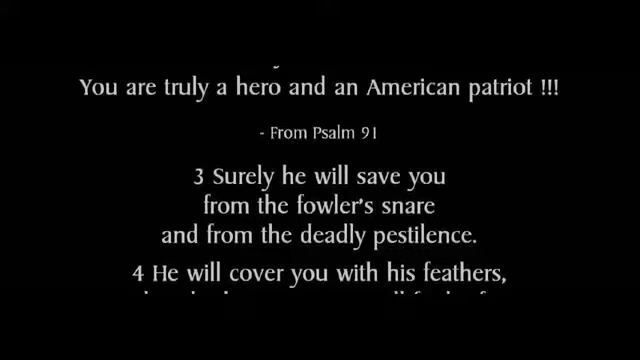 You are truly a hero and an American patriot !!!
- From Psalm 91
3 Surely he will save you
from the fowler's snare
and from the deadly pestilence.
4 He will cover you with his feathers,